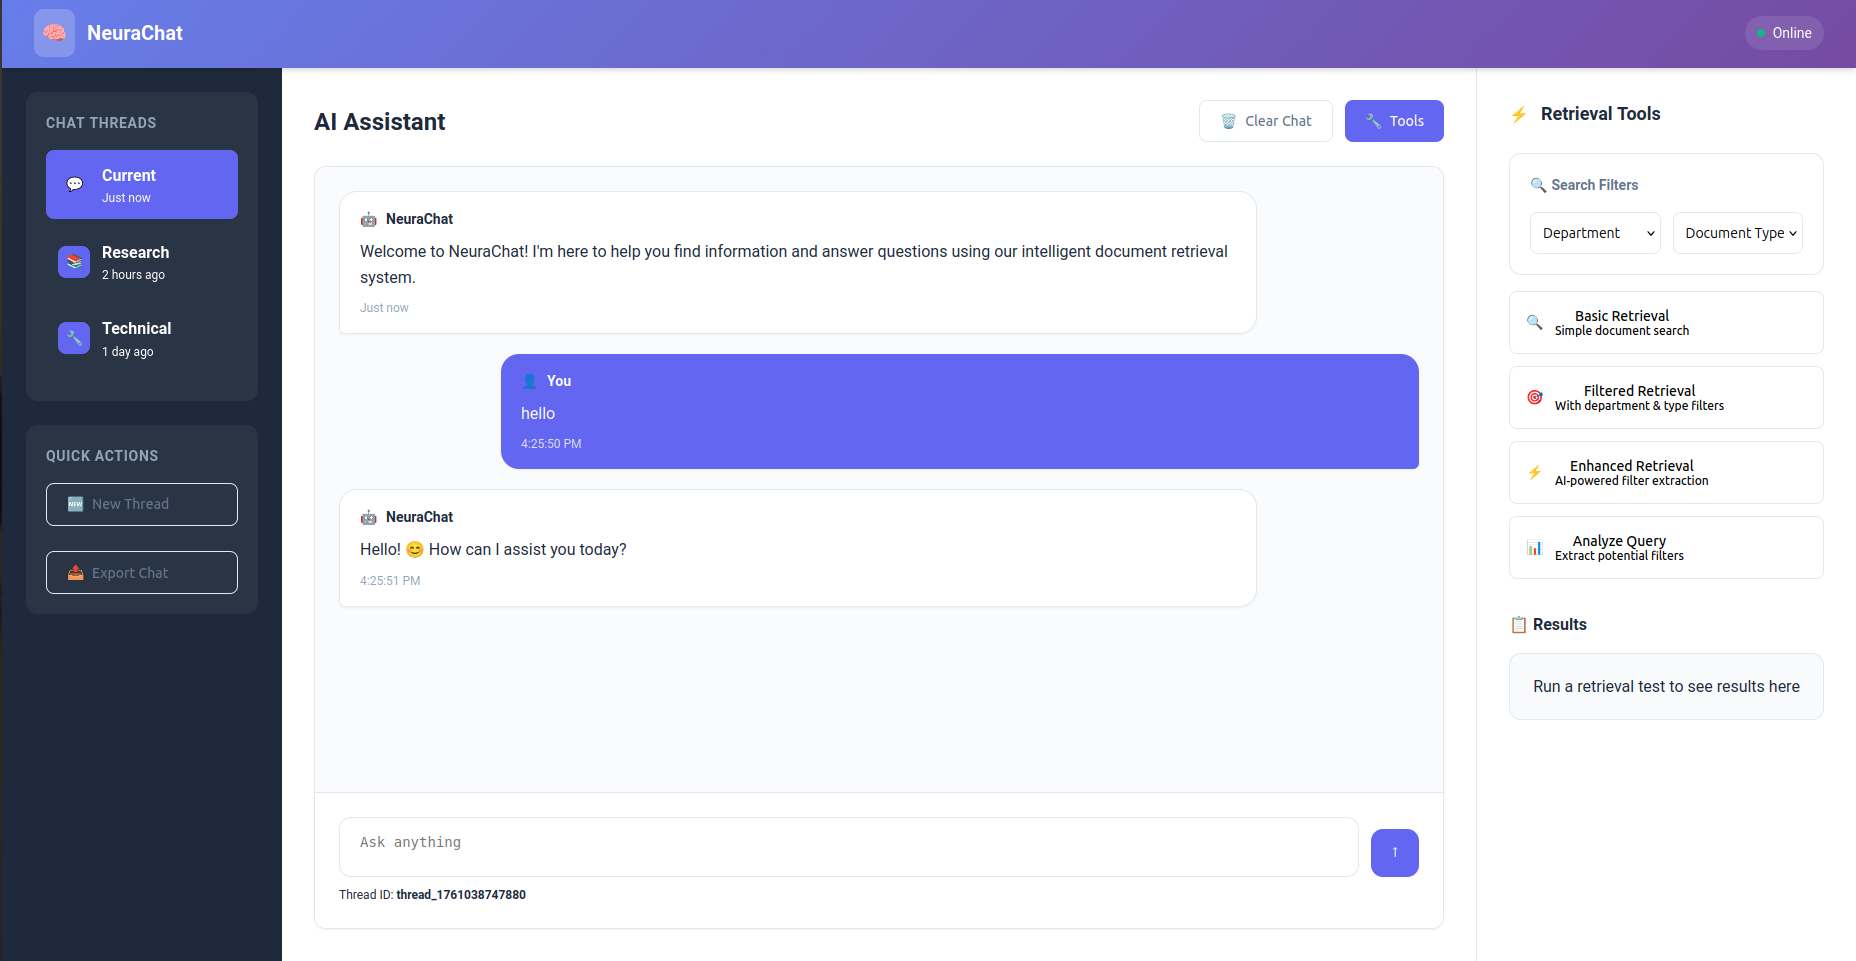 NeuraChat
Online
CHAT THREADS
Current
Just now
Research
2 hours ago
Technical
1 day ago
QUICK ACTIONS
New Thread
Export Chat
AI Assistant
Clear Chat
Tools
NeuraChat
Welcome to NeuraChat! I'm here to help you find information and answer questions using our intelligent document retrieval
system.
Just now
You
hello
4:25:50 PM
NeuraChat
Hello! 😊 How can I assist you today?
4:25:51 PM
Ask anything
↑
Thread ID: thread_1761038747880
Retrieval Tools
Search Filters
Department
Document Type
Basic Retrieval
Simple document search
Filtered Retrieval
With department & type filters
Enhanced Retrieval
AI-powered filter extraction
Analyze Query
Extract potential filters
Results
Run a retrieval test to see results here